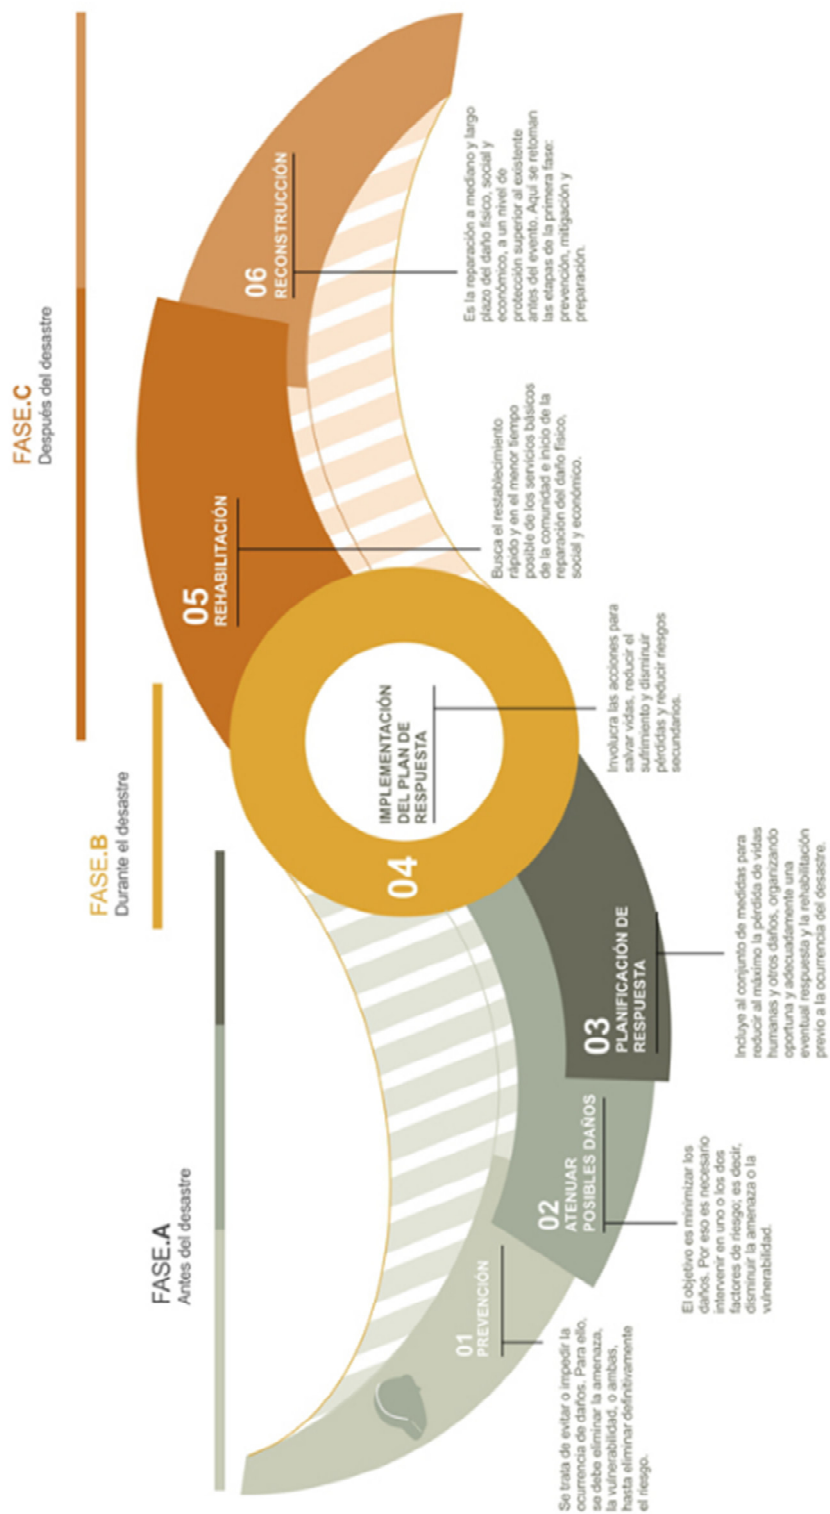 FASE.A
Antes del desastre
FASE.B
Durante el desastre
FASE.C
Después del desastre
01
PREVENCIÓN
Se trata de evitar o impedir la
ocurrencia de daños. Para ello,
se debe eliminar la amenaza,
la vulnerabilidad, o ambas,
hasta eliminar definitivamente
el riesgo.
02
ATENUAR
POSIBLES DAÑOS
El objetivo es minimizar los
daños. Por eso es necesario
intervenir en uno o los dos
factores de riesgo; es decir,
disminuir la amenaza o la
vulnerabilidad.
03
PLANIFICACIÓN DE
RESPUESTA
Incluye al conjunto de medidas para
reducir al máximo la pérdida de vidas
humanas y otros daños, organizando
oportuna y adecuadamente una
eventual respuesta y la rehabilitación
previo a la ocurrencia del desastre.
04
IMPLEMENTACIÓN
DEL PLAN DE
RESPUESTA
Involucra las acciones para
salvar vidas, reducir el
sufrimiento y disminuir
pérdidas y reducir riesgos
secundarios.
05
REHABILITACIÓN
Busca el restablecimiento
rápido y en el menor tiempo
posible de los servicios básicos
de la comunidad e inicio de la
reparación del daño físico,
social y económico.
06
RECONSTRUCCIÓN
Es la reparación a mediano y largo
plazo del daño físico, social y
económico, a un nivel de
protección superior al existente
antes del evento. Aquí se retoman
las etapas de la primera fase:
prevención, mitigación y
preparación.